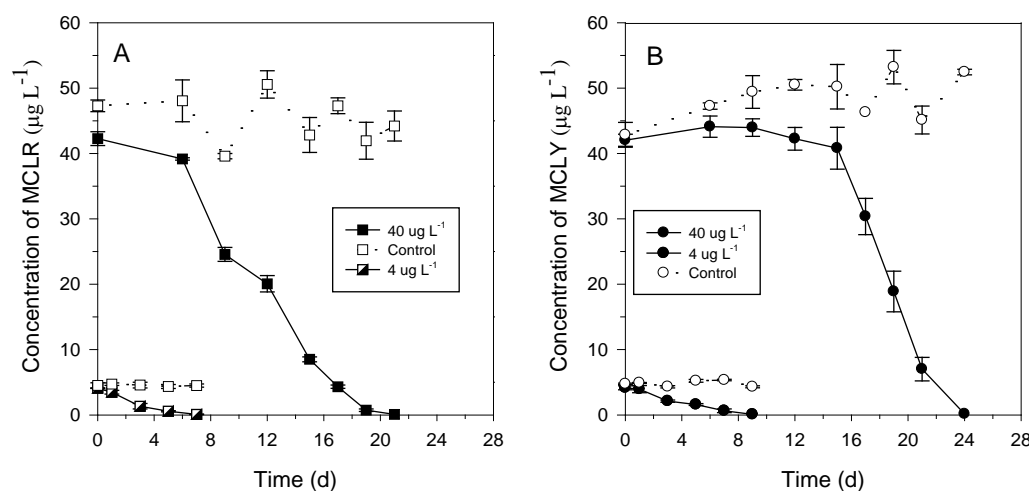 A
Concentration of MCLR (µg L⁻¹)
60
50
40
30
20
10
0
40 ug L⁻¹
Control
4 ug L⁻¹
0 4 8 12 16 20 24 28
Time (d)
B
Concentration of MCLY (µg L⁻¹)
60
50
40
30
20
10
0
40 ug L⁻¹
4 ug L⁻¹
Control
0 4 8 12 16 20 24 28
Time (d)